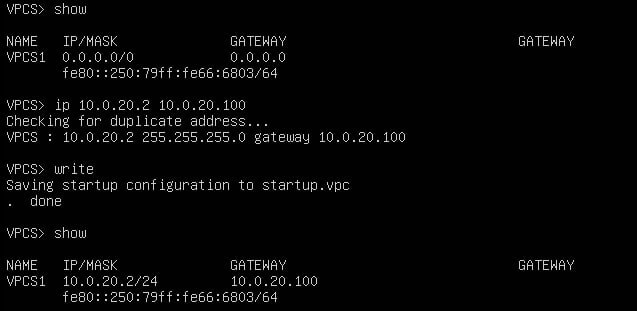 VPCS> show
NAME IP/MASK GATEWAY GATEWAY
VPCS1 0.0.0.0/0 0.0.0.0
fe80::250:79ff:fe66:6803/64
VPCS> ip 10.0.20.2 10.0.20.100
Checking for duplicate address...
VPCS : 10.0.20.2 255.255.255.0 gateway 10.0.20.100
VPCS> write
Saving startup configuration to startup.vpc
. done
VPCS> show
NAME IP/MASK GATEWAY GATEWAY
VPCS1 10.0.20.2/24 10.0.20.100
fe80::250:79ff:fe66:6803/64